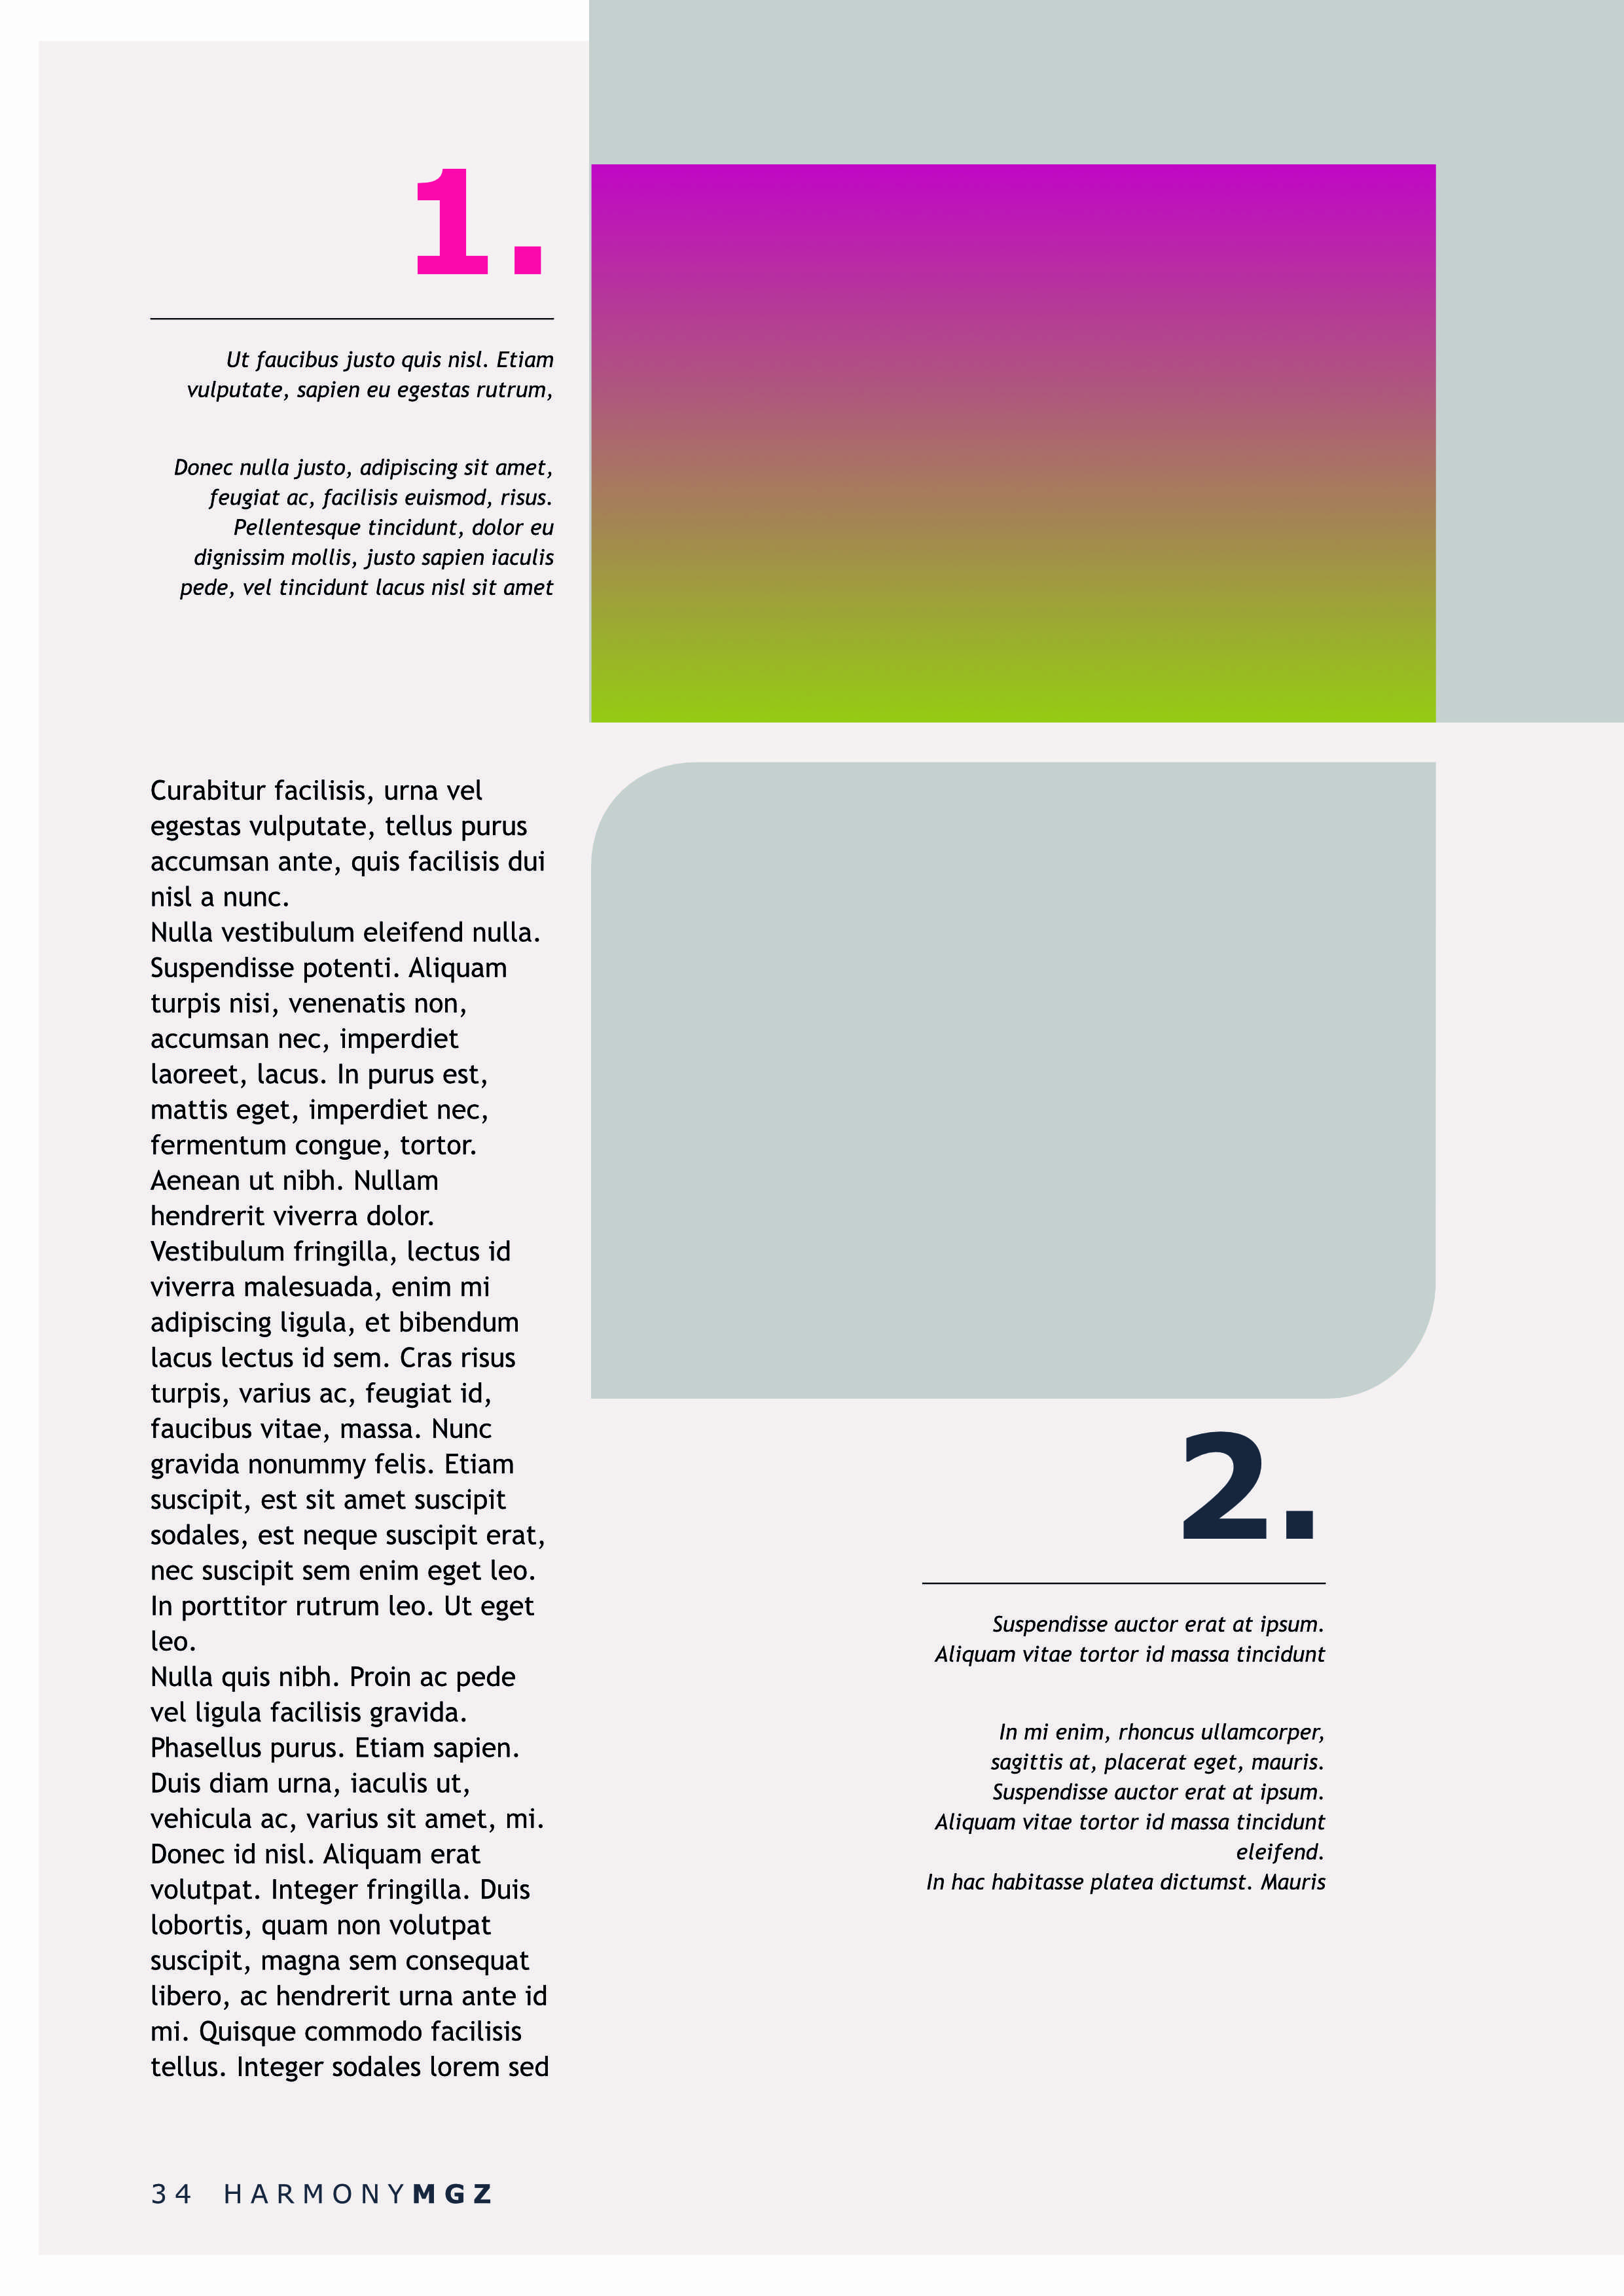 1.
Ut faucibus justo quis nisl. Etiam
vulputate, sapien eu egestas rutrum,
Donec nulla justo, adipiscing sit amet,
feugiat ac, facilisis euismod, risus.
Pellentesque tincidunt, dolor eu
dignissim mollis, justo sapien iaculis
pede, vel tincidunt lacus nisl sit amet
Curabitur facilisis, urna vel
egestas vulputate, tellus purus
accumsan ante, quis facilisis dui
nisl a nunc.
Nulla vestibulum eleifend nulla.
Suspendisse potenti. Aliquam
turpis nisi, venenatis non,
accumsan nec, imperdiet
laoreet, lacus. In purus est,
mattis eget, imperdiet nec,
fermentum congue, tortor.
Aenean ut nibh. Nullam
hendrerit viverra dolor.
Vestibulum fringilla, lectus id
viverra malesuada, enim mi
adipiscing ligula, et bibendum
lacus lectus id sem. Cras risus
turpis, varius ac, feugiat id,
faucibus vitae, massa. Nunc
gravida nonummy felis. Etiam
suscipit, est sit amet suscipit
sodales, est neque suscipit erat,
nec suscipit sem enim eget leo.
In porttitor rutrum leo. Ut eget
leo.
Nulla quis nibh. Proin ac pede
vel ligula facilisis gravida.
Phasellus purus. Etiam sapien.
Duis diam urna, iaculis ut,
vehicula ac, varius sit amet, mi.
Donec id nisl. Aliquam erat
volutpat. Integer fringilla. Duis
lobortis, quam non volutpat
suscipit, magna sem consequat
libero, ac hendrerit urna ante id
mi. Quisque commodo facilisis
tellus. Integer sodales lorem sed
2.
Suspendisse auctor erat at ipsum.
Aliquam vitae tortor id massa tincidunt
In mi enim, rhoncus ullamcorper,
sagittis at, placerat eget, mauris.
Suspendisse auctor erat at ipsum.
Aliquam vitae tortor id massa tincidunt
eleifend.
In hac habitasse platea dictumst. Mauris
34 HARMONYMGZ